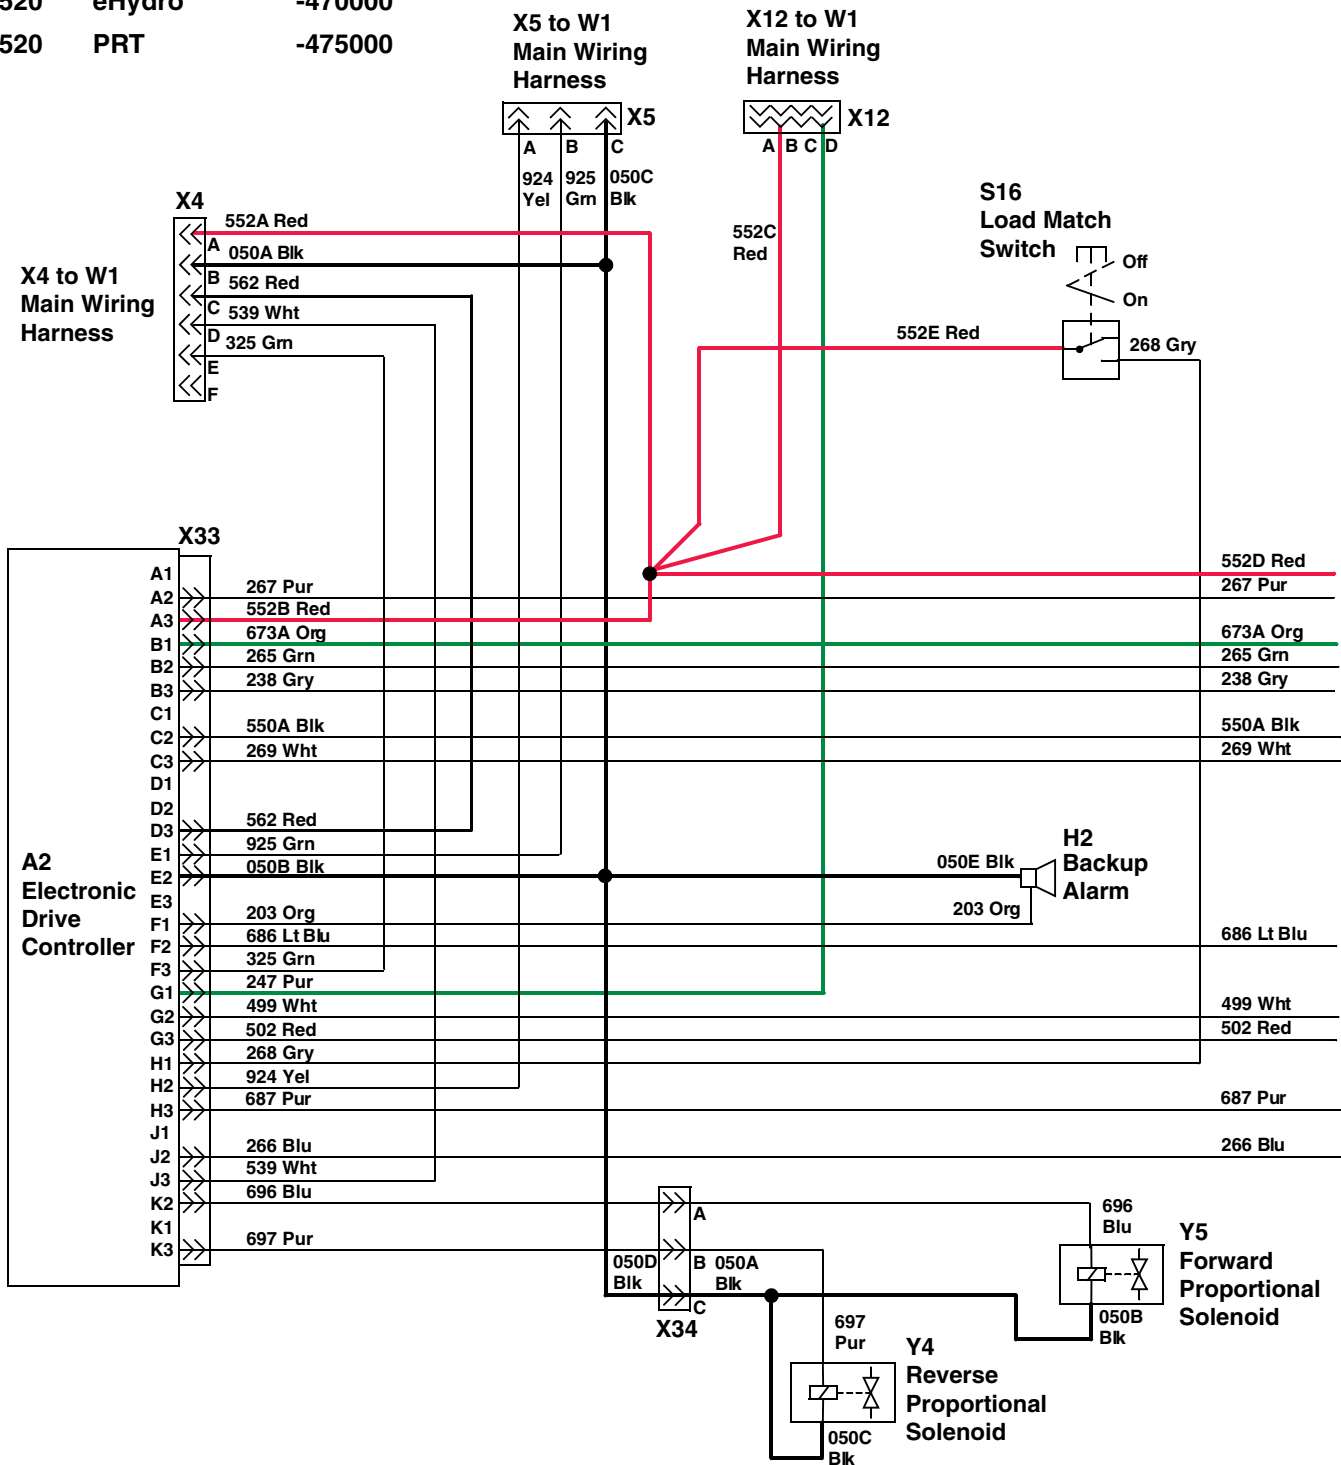 520 eHydro -470000
520 PRT -475000
X5 to W1
Main Wiring
Harness
X12 to W1
Main Wiring
Harness
X5
X12
A B C
A B C D
924
Yel
925
Grn
050C
Blk
552C
Red
S16
Load Match
Switch
Off
On
552E Red
268 Gry
X4
552A Red
A
050A Blk
B
562 Red
C
539 Wht
D
325 Grn
E
F
X4 to W1
Main Wiring
Harness
X33
A1
A2 267 Pur
A3 552B Red
B1 673A Org
B2 265 Grn
B3 238 Gry
C1
C2 550A Blk
C3 269 Wht
D1
D2
D3 562 Red
E1 925 Grn
E2 050B Blk
E3
F1 203 Org
F2 686 Lt Blu
F3 325 Grn
G1 247 Pur
G2 499 Wht
G3 502 Red
H1 268 Gry
H2 924 Yel
H3 687 Pur
J1
J2 266 Blu
J3 539 Wht
K2 696 Blu
K1
K3 697 Pur
A2
Electronic
Drive
Controller
552D Red
267 Pur
673A Org
265 Grn
238 Gry
550A Blk
269 Wht
H2
Backup
Alarm
050E Blk
203 Org
686 Lt Blu
499 Wht
502 Red
687 Pur
266 Blu
A
B
C
X34
050D
Blk
050A
Blk
696
Blu
Y5
Forward
Proportional
Solenoid
050B
Blk
697
Pur
Y4
Reverse
Proportional
Solenoid
050C
Blk